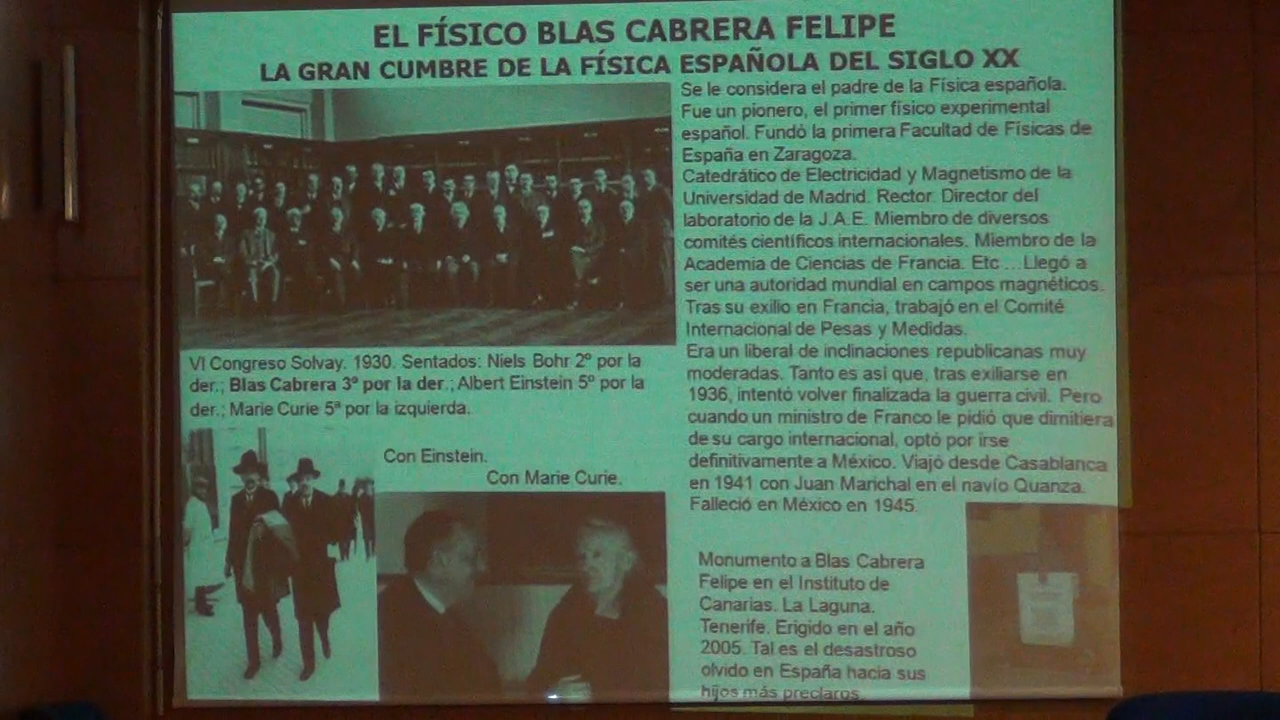 EL FÍSICO BLAS CABRERA FELIPE
LA GRAN CUMBRE DE LA FÍSICA ESPAÑOLA DEL SIGLO XX
Se le considera el padre de la Física española.
Fue un pionero, el primer físico experimental
español. Fundó la primera Facultad de Físicas de
España en Zaragoza.
Catedrático de Electricidad y Magnetismo de la
Universidad de Madrid. Rector. Director del
laboratorio de la J.A.E. Miembro de diversos
comités científicos internacionales. Miembro de la
Academia de Ciencias de Francia. Etc ...Llegó a
ser una autoridad mundial en campos magnéticos.
Tras su exilio en Francia, trabajó en el Comité
Internacional de Pesas y Medidas.
Era un liberal de inclinaciones republicanas muy
moderadas. Tanto es así que, tras exiliarse en
1936, intentó volver finalizada la guerra civil. Pero
cuando un ministro de Franco le pidió que dimitiera
de su cargo internacional, optó por irse
definitivamente a México. Viajó desde Casablanca
en 1941 con Juan Marichal en el navío Quanza.
Falleció en México en 1945.
VI Congreso Solvay. 1930. Sentados: Niels Bohr 2º por la
der.; Blas Cabrera 3º por la der.; Albert Einstein 5º por la
der.; Marie Curie 5ª por la izquierda.
Con Einstein.
Con Marie Curie.
Monumento a Blas Cabrera
Felipe en el Instituto de
Canarias. La Laguna.
Tenerife. Erigido en el año
2005. Tal es el desastroso
olvido en España hacia sus
hijos más preclaros.